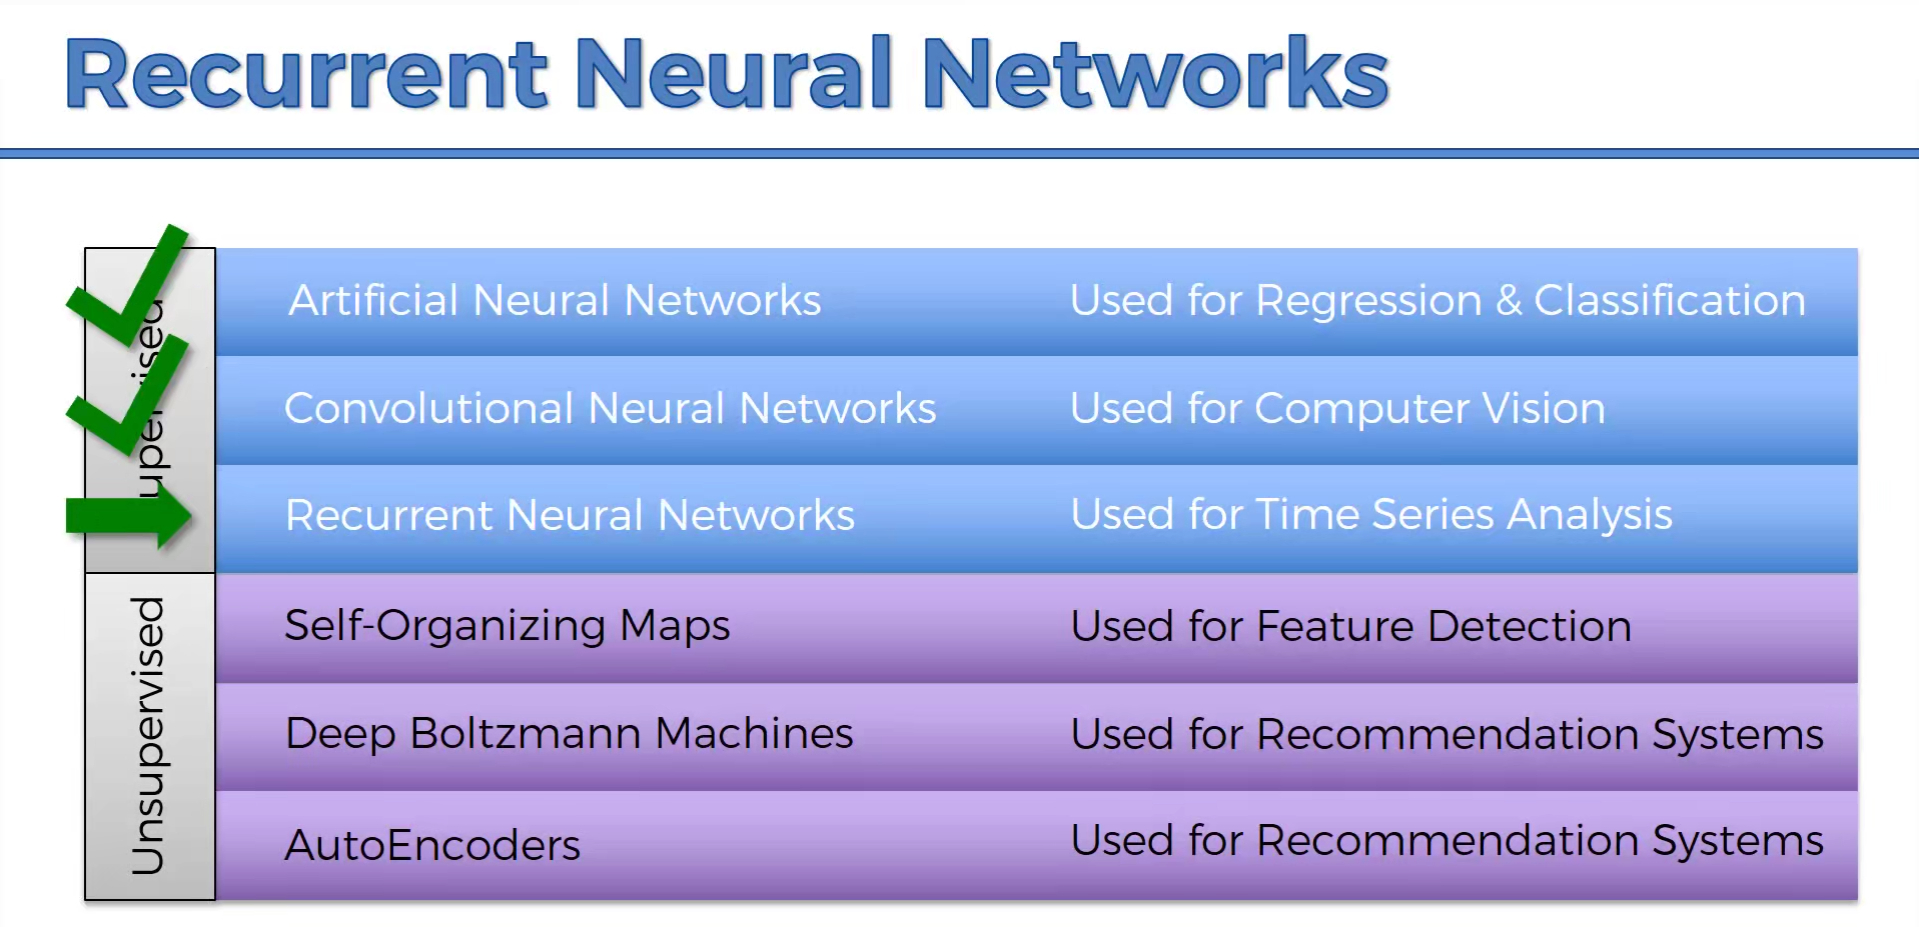 Recurrent Neural Networks
Artificial Neural Networks
Used for Regression & Classification
Convolutional Neural Networks
Used for Computer Vision
Recurrent Neural Networks
Used for Time Series Analysis
Unsupervised
Self-Organizing Maps
Used for Feature Detection
Deep Boltzmann Machines
Used for Recommendation Systems
AutoEncoders
Used for Recommendation Systems